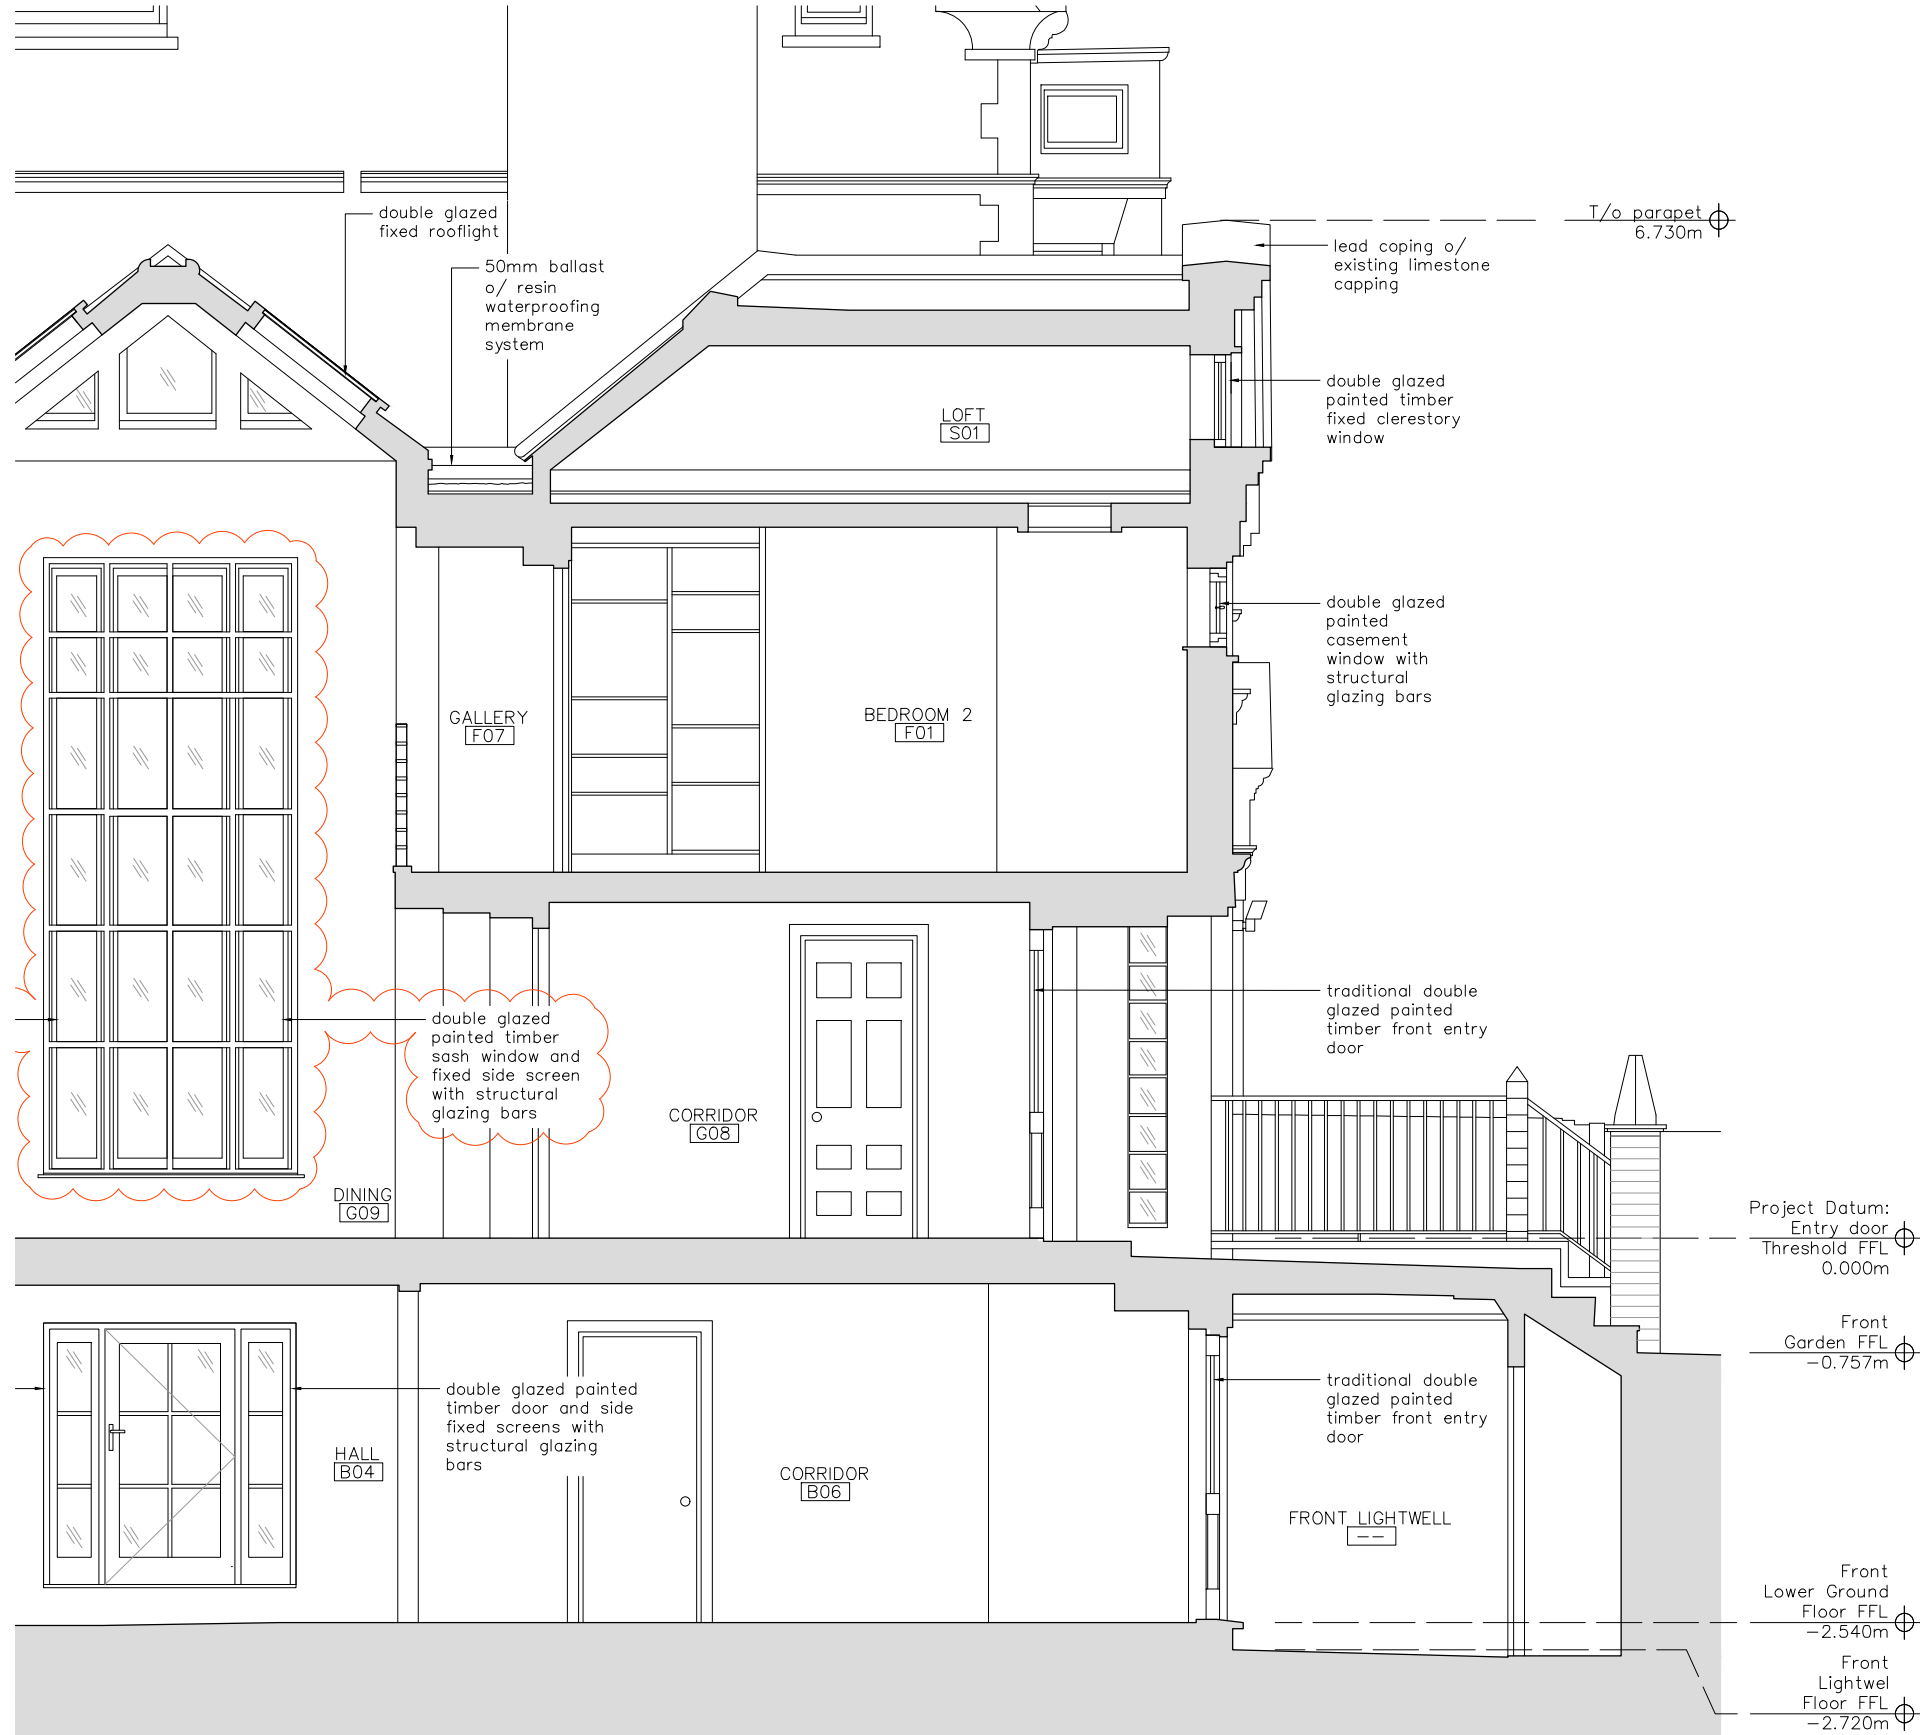 double glazed
fixed rooflight
50mm ballast
o/ resin
waterproofing
membrane
system
T/o parapet
6.730m
lead coping o/
existing limestone
capping
double glazed
painted timber
fixed clerestory
window
LOFT
S01
double glazed
painted
casement
window with
structural
glazing bars
GALLERY
F07
BEDROOM 2
F01
traditional double
glazed painted
timber front entry
door
double glazed
painted timber
sash window and
fixed side screen
with structural
glazing bars
CORRIDOR
G08
DINING
G09
Project Datum:
Entry door
Threshold FFL
0.000m
Front
Garden FFL
-0.757m
double glazed painted
timber door and side
fixed screens with
structural glazing
bars
traditional double
glazed painted
timber front entry
door
HALL
B04
CORRIDOR
B06
FRONT LIGHTWELL
--
Front
Lower Ground
Floor FFL
-2.540m
Front
Lightwel
Floor FFL
-2.720m